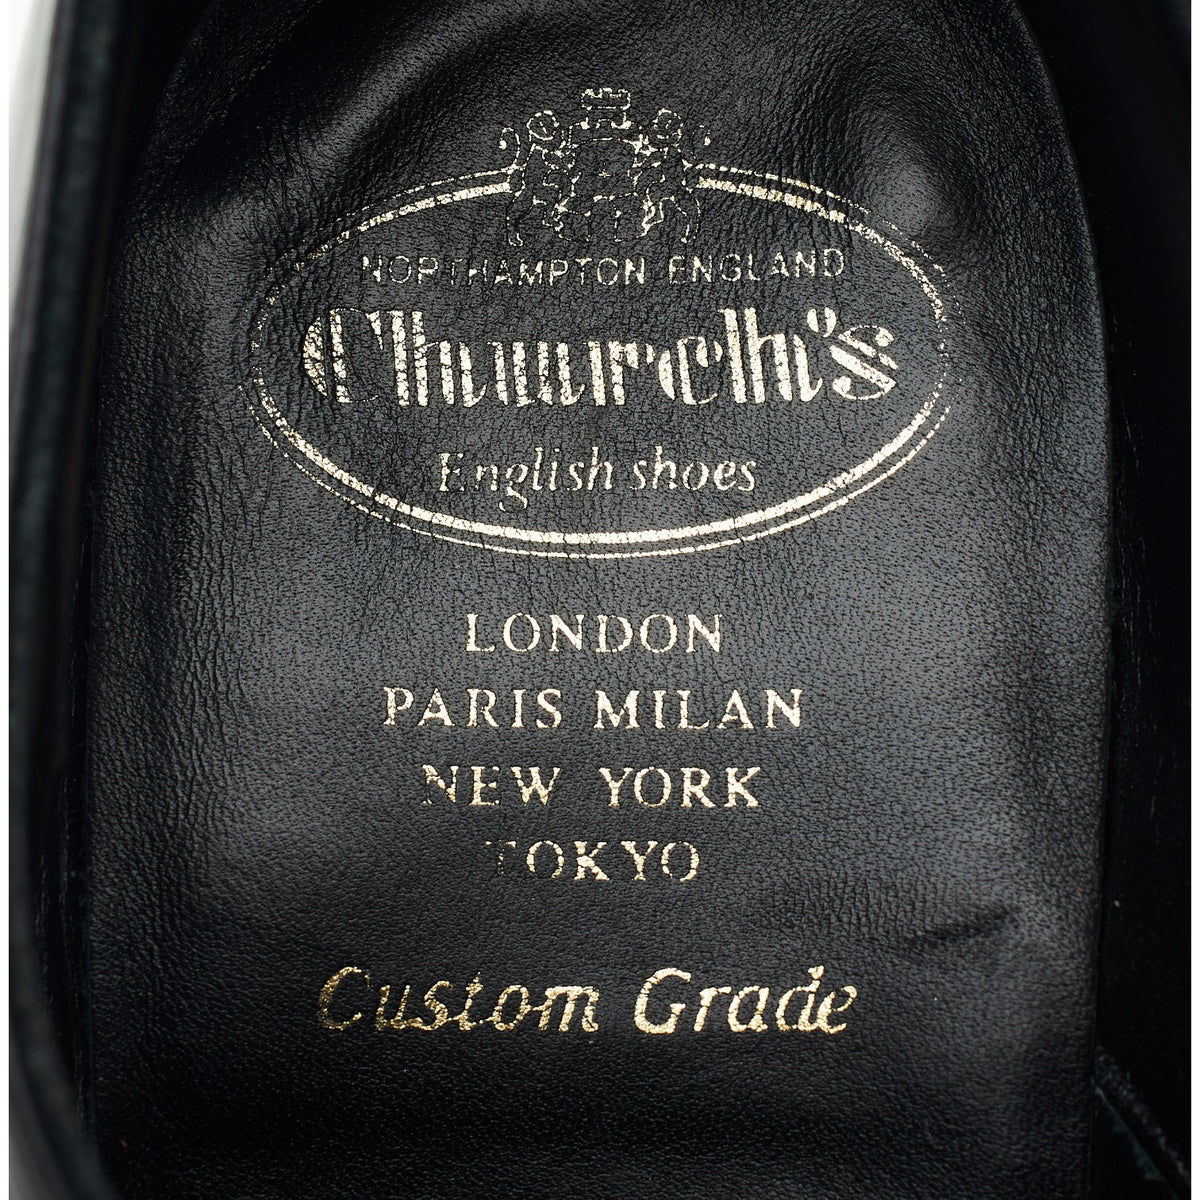 NORTHAMPTON ENGLAND
Church's
English shoes
LONDON
PARIS MILAN
NEW YORK
TOKYO
Custom Grade